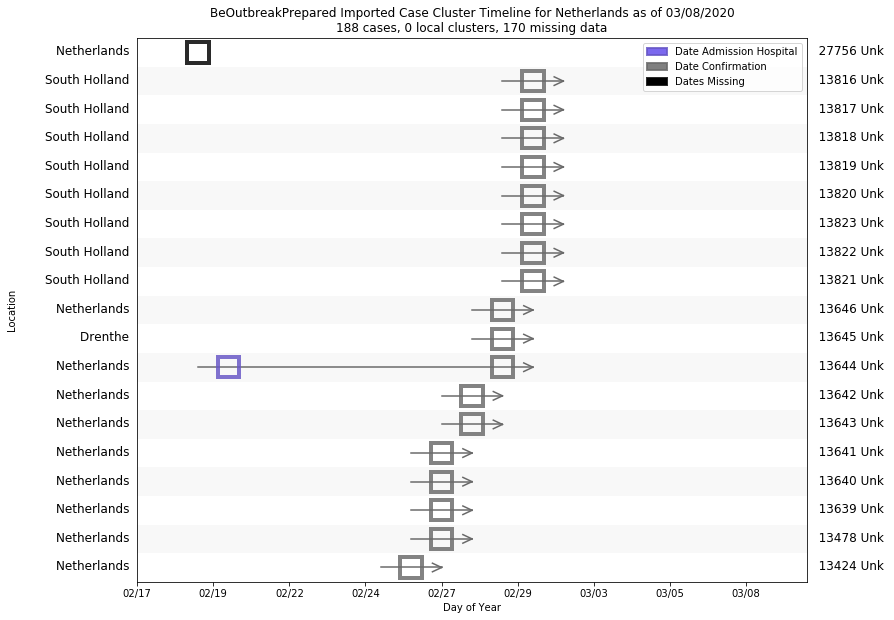 BeOutbreakPrepared Imported Case Cluster Timeline for Netherlands as of 03/08/2020
188 cases, 0 local clusters, 170 missing data
Date Admission Hospital
Date Confirmation
Dates Missing
Netherlands 27756 Unk
South Holland 13816 Unk
South Holland 13817 Unk
South Holland 13818 Unk
South Holland 13819 Unk
South Holland 13820 Unk
South Holland 13823 Unk
South Holland 13822 Unk
South Holland 13821 Unk
Netherlands 13646 Unk
Drenthe 13645 Unk
Netherlands 13644 Unk
Netherlands 13642 Unk
Netherlands 13643 Unk
Netherlands 13641 Unk
Netherlands 13640 Unk
Netherlands 13639 Unk
Netherlands 13478 Unk
Netherlands 13424 Unk
Location
02/17 02/19 02/22 02/24 02/27 02/29 03/03 03/05 03/08
Day of Year